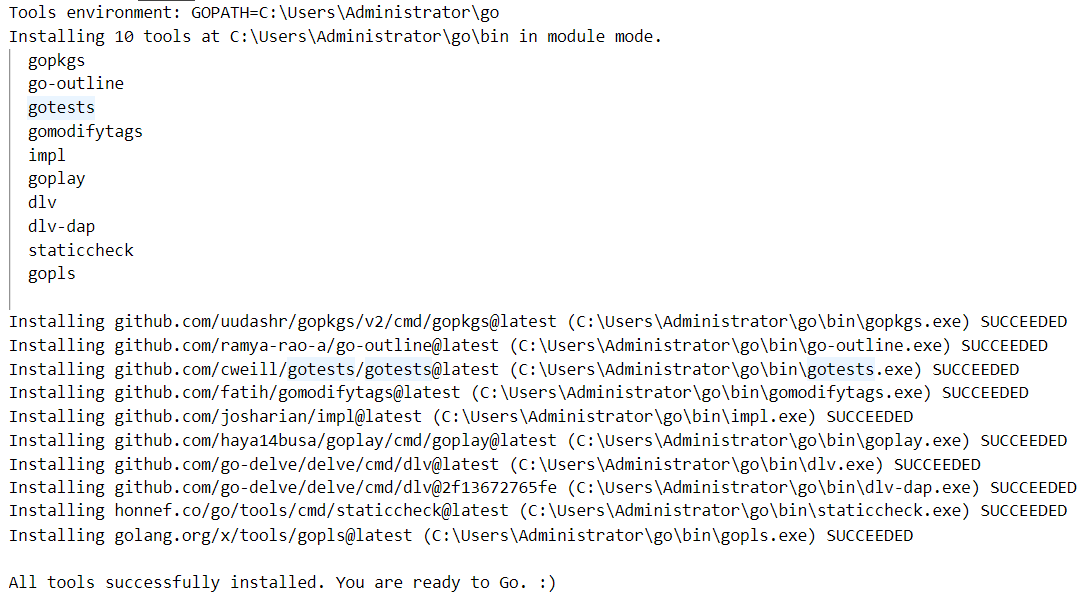 Tools environment: GOPATH=C:\Users\Administrator\go
Installing 10 tools at C:\Users\Administrator\go\bin in module mode.
gopkgs
go-outline
gotests
gomodifytags
impl
goplay
dlv
dlv-dap
staticcheck
gopls
Installing github.com/uudashr/gopkgs/v2/cmd/gopkgs@latest (C:\Users\Administrator\go\bin\gopkgs.exe) SUCCEEDED
Installing github.com/ramya-rao-a/go-outline@latest (C:\Users\Administrator\go\bin\go-outline.exe) SUCCEEDED
Installing github.com/cweill/gotests/gotests@latest (C:\Users\Administrator\go\bin\gotests.exe) SUCCEEDED
Installing github.com/fatih/gomodifytags@latest (C:\Users\Administrator\go\bin\gomodifytags.exe) SUCCEEDED
Installing github.com/josharian/impl@latest (C:\Users\Administrator\go\bin\impl.exe) SUCCEEDED
Installing github.com/haya14busa/goplay/cmd/goplay@latest (C:\Users\Administrator\go\bin\goplay.exe) SUCCEEDED
Installing github.com/go-delve/delve/cmd/dlv@latest (C:\Users\Administrator\go\bin\dlv.exe) SUCCEEDED
Installing github.com/go-delve/delve/cmd/dlv@2f13672765fe (C:\Users\Administrator\go\bin\dlv-dap.exe) SUCCEEDED
Installing honnef.co/go/tools/cmd/staticcheck@latest (C:\Users\Administrator\go\bin\staticcheck.exe) SUCCEEDED
Installing golang.org/x/tools/gopls@latest (C:\Users\Administrator\go\bin\gopls.exe) SUCCEEDED
All tools successfully installed. You are ready to Go. :)